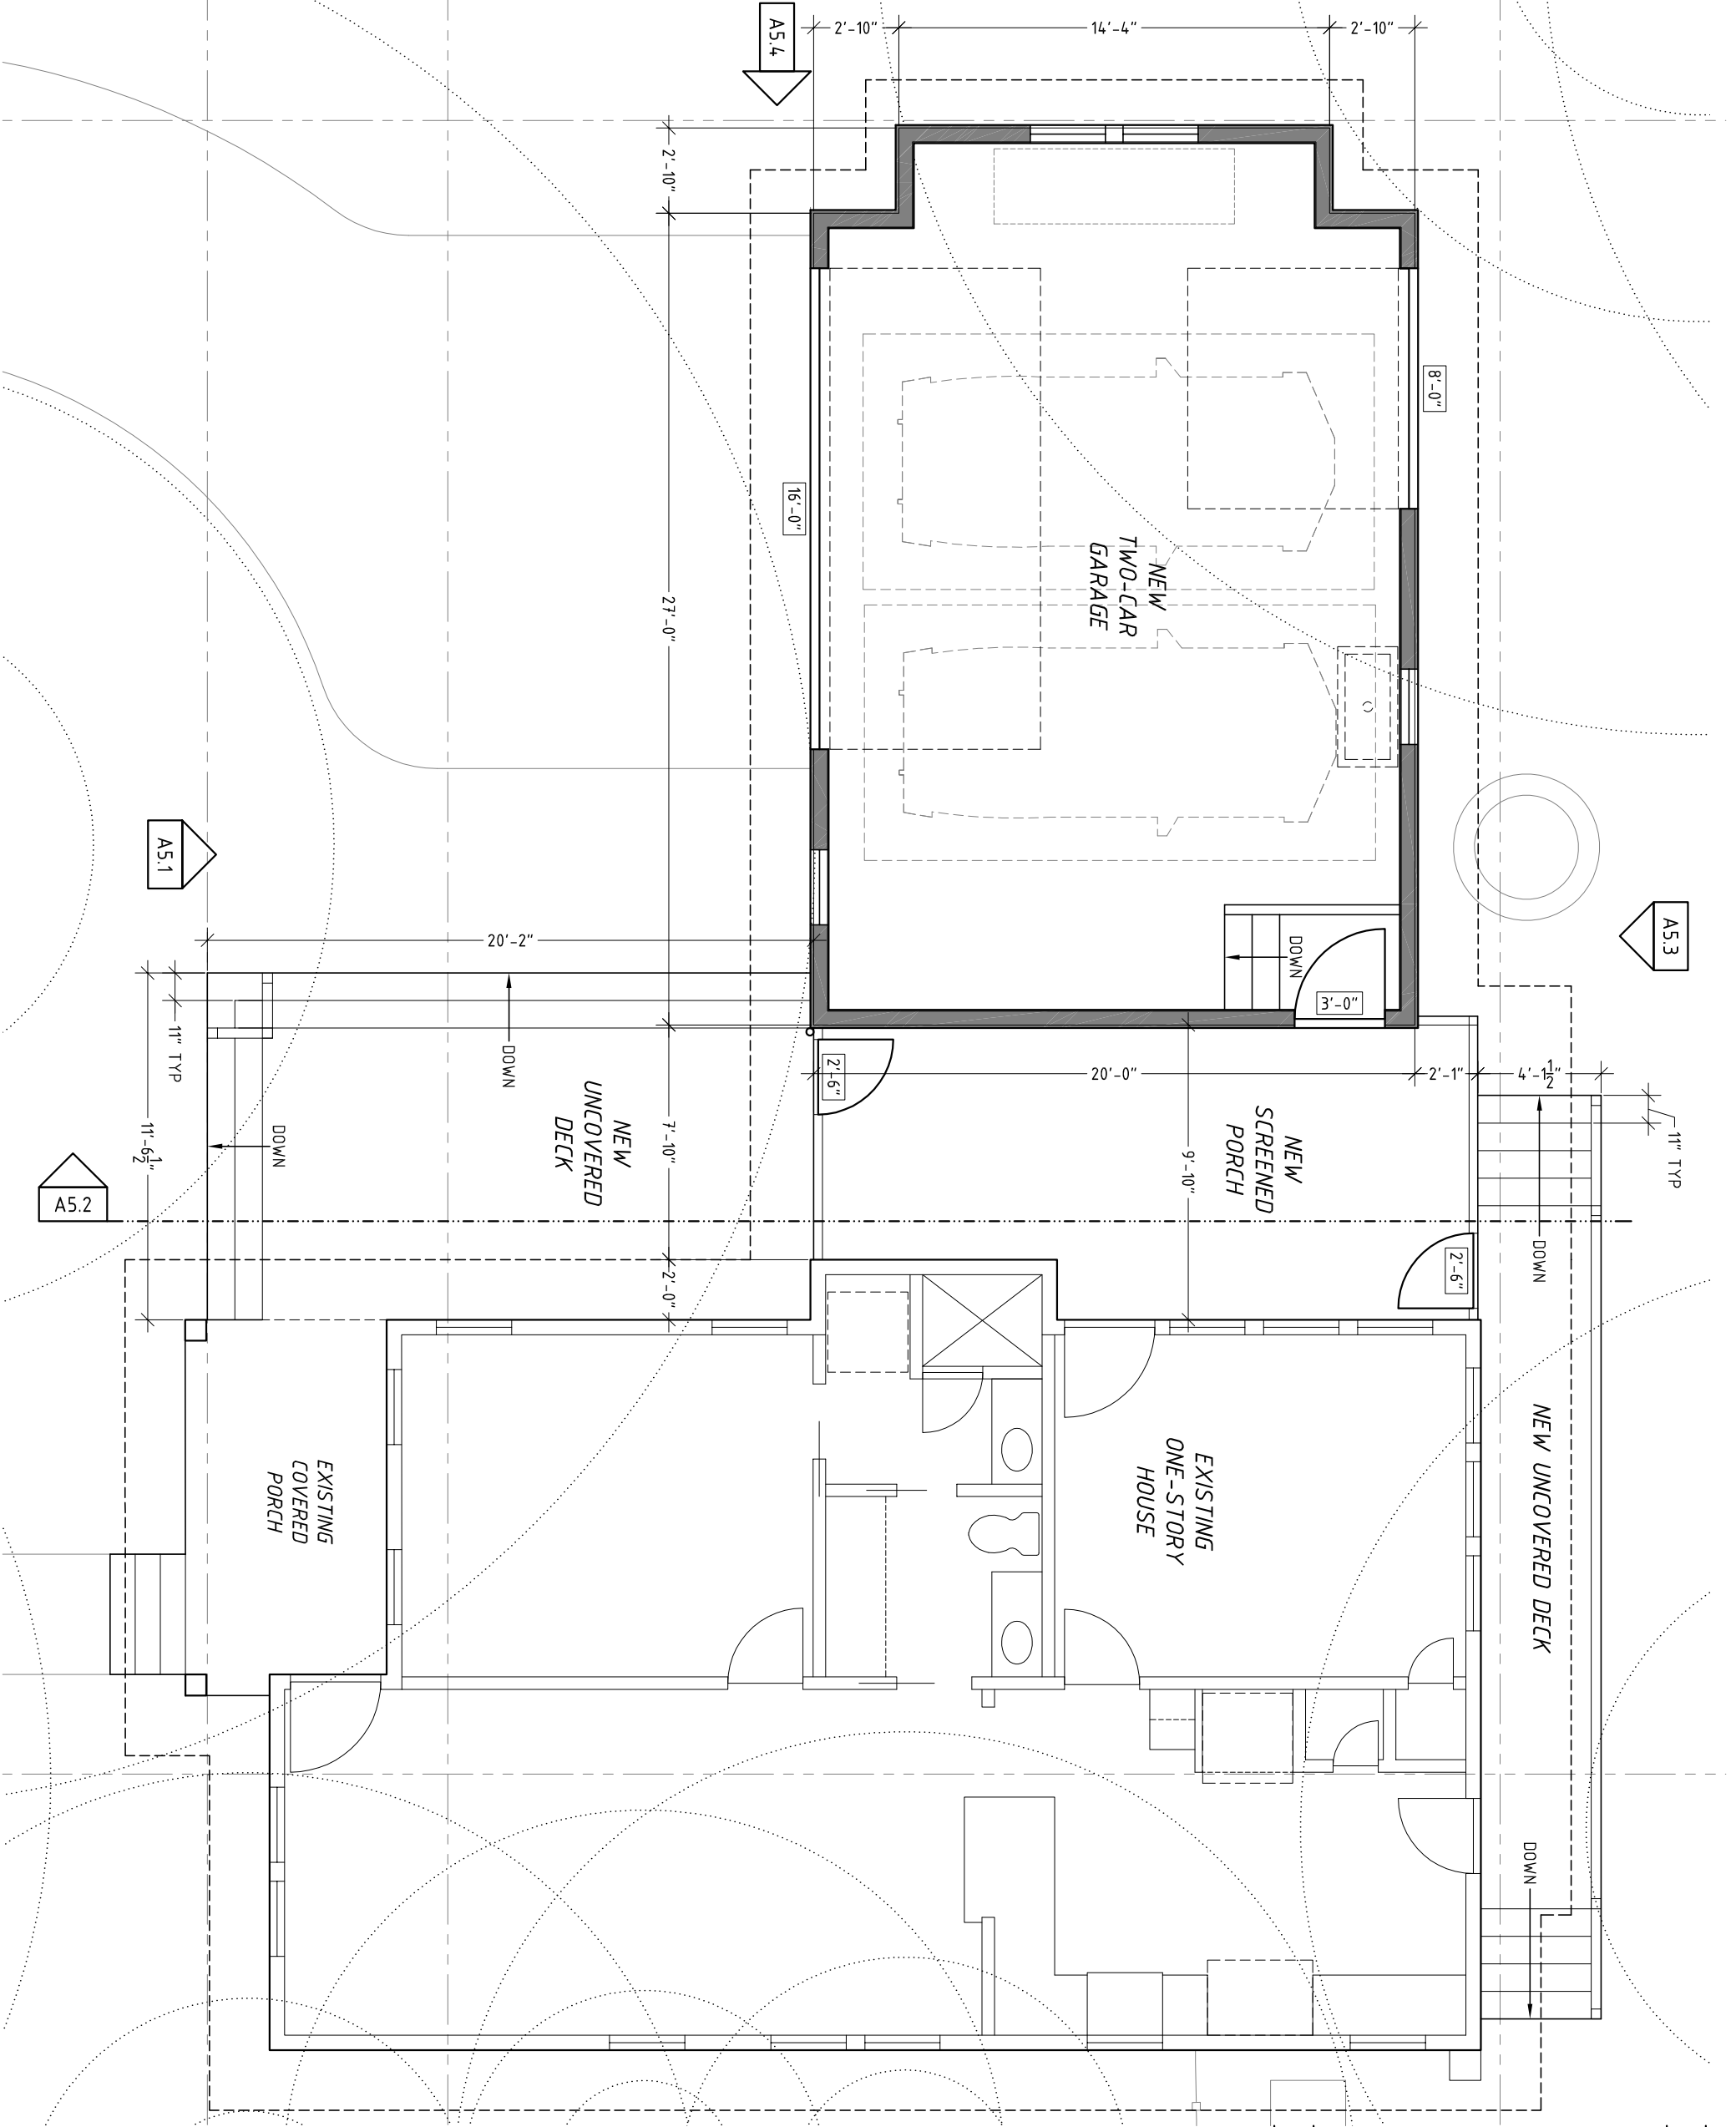 A5.4
2'-10"
14'-4"
2'-10"
2'-10"
8'-0"
16'-0"
NEW
TWO-CAR
GARAGE
27'-0"
A5.1
A5.3
20'-2"
DOWN
3'-0"
11" TYP
DOWN
2'-6"
20'-0"
2'-1"
4'-1 1/2"
11" TYP
NEW
UNCOVERED
DECK
DOWN
11'-6 1/2"
7'-10"
9'-10"
NEW
SCREENED
PORCH
A5.2
2'-0"
2'-6"
DOWN
EXISTING
COVERED
PORCH
EXISTING
ONE-STORY
HOUSE
NEW UNCOVERED DECK
DOWN